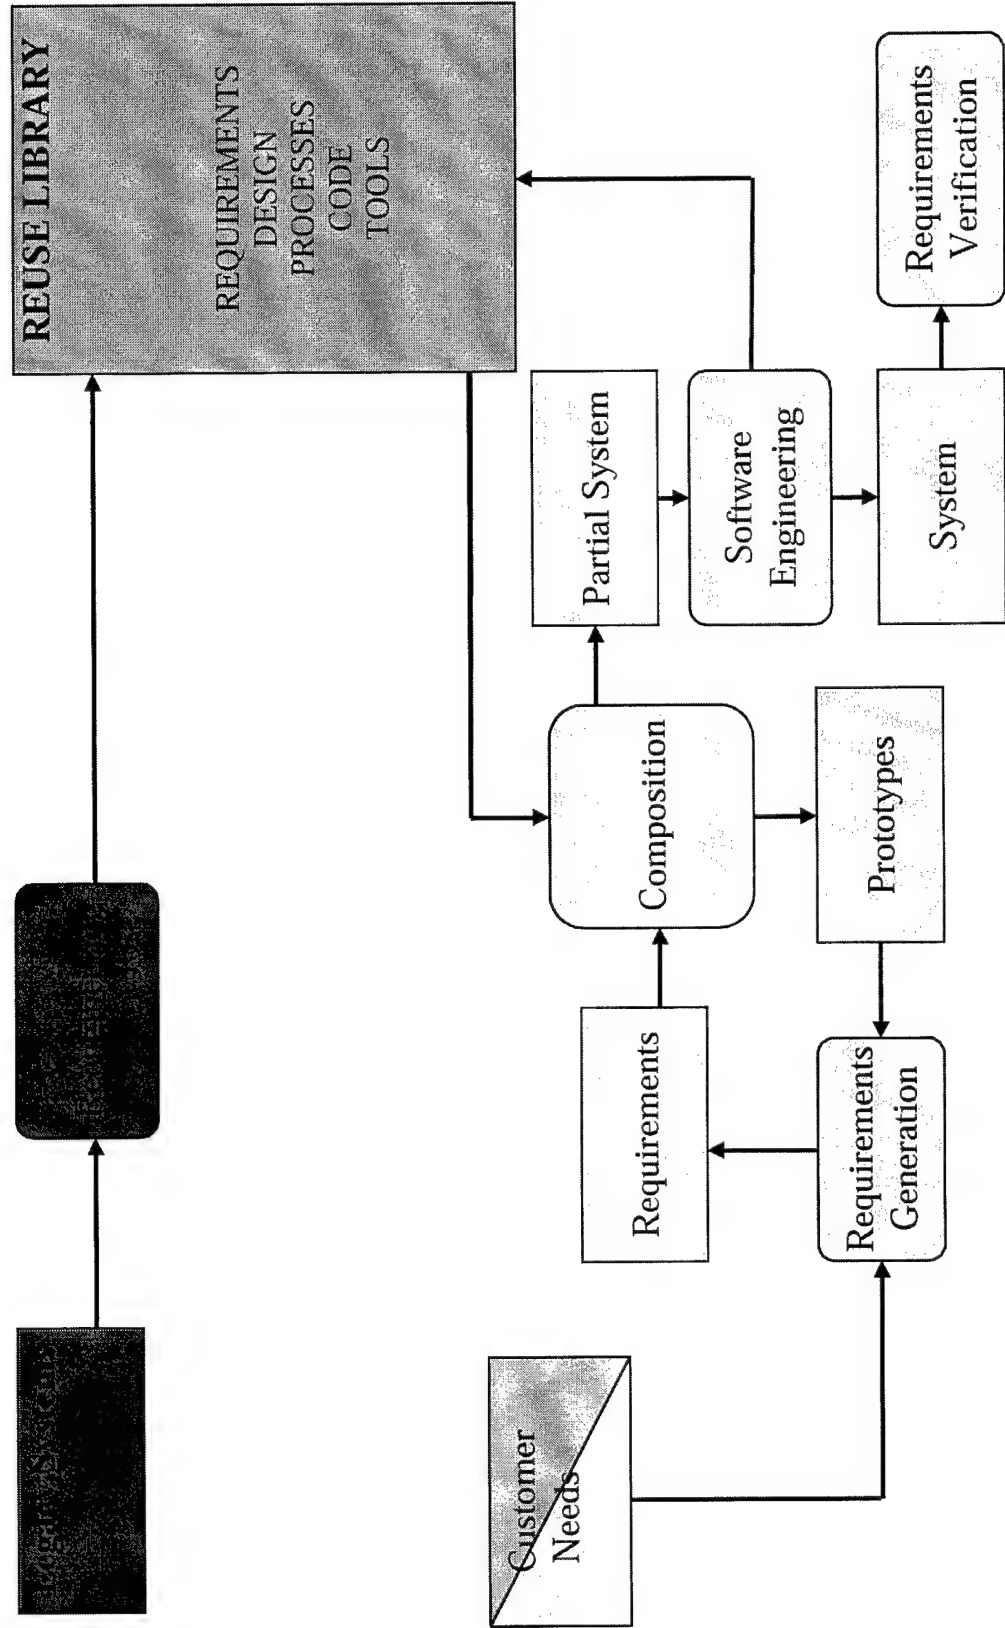 REUSE LIBRARY
REQUIREMENTS
DESIGN
PROCESSES
CODE
TOOLS
Customer
Needs
Requirements
Generation
Requirements
Prototypes
Composition
Partial System
Software
Engineering
System
Requirements
Verification